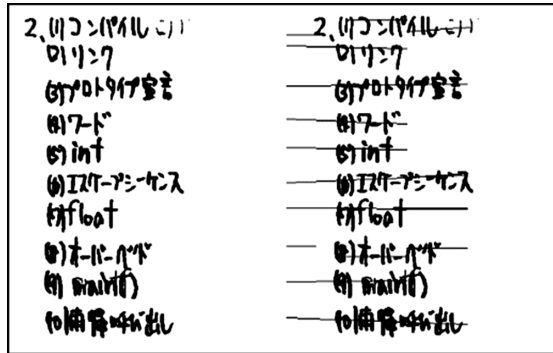 2.(1)コンパイル
(2)リンク
(3)プロトタイプ宣言
(4)ワード
(5)int
(6)エスケープシーケンス
(7)float
(8)オーバーヘッド
(9)main()
(10)再帰呼び出し
2.(1)コンパイル
(2)リンク
(3)プロトタイプ宣言
(4)ワード
(5)int
(6)エスケープシーケンス
(7)float
(8)オーバーヘッド
(9)main()
(10)再帰呼び出し